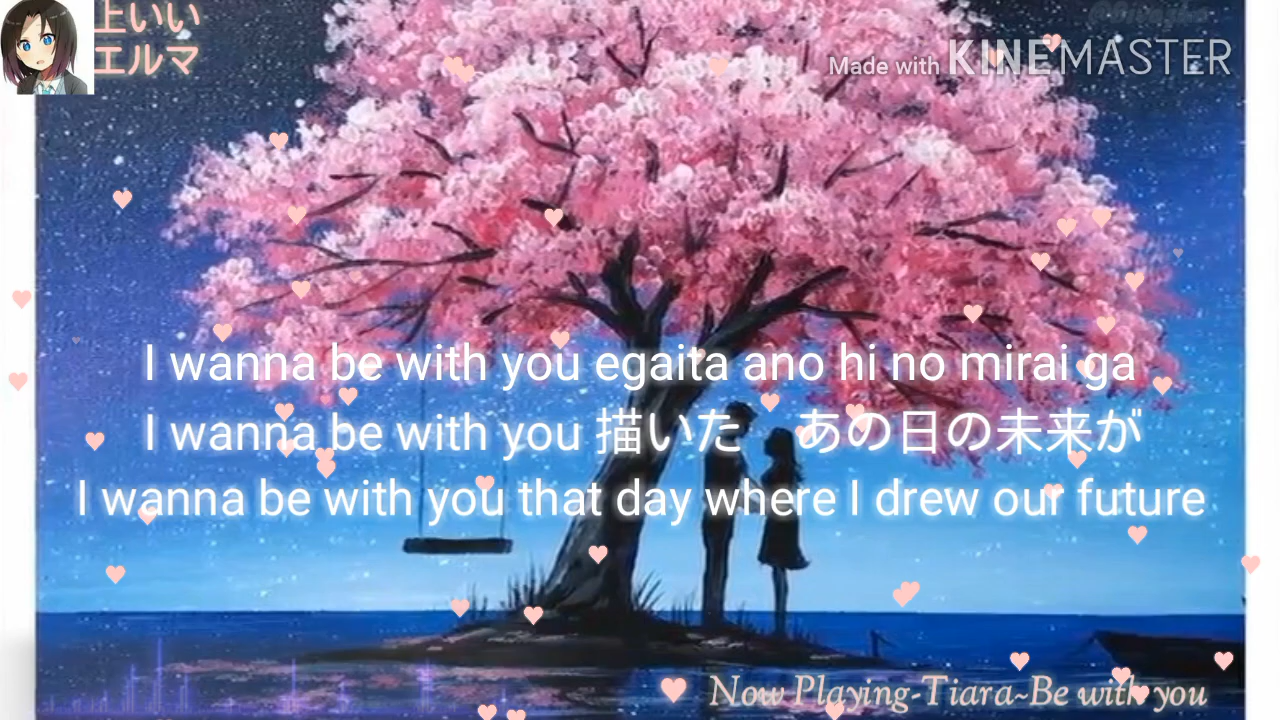 上いい
エルマ
Made with KINEMASTER
I wanna be with you egaita ano hi no mirai ga
I wanna be with you 描いた あの日の未来が
I wanna be with you that day where I drew our future
Now Playing-Tiara~Be with you